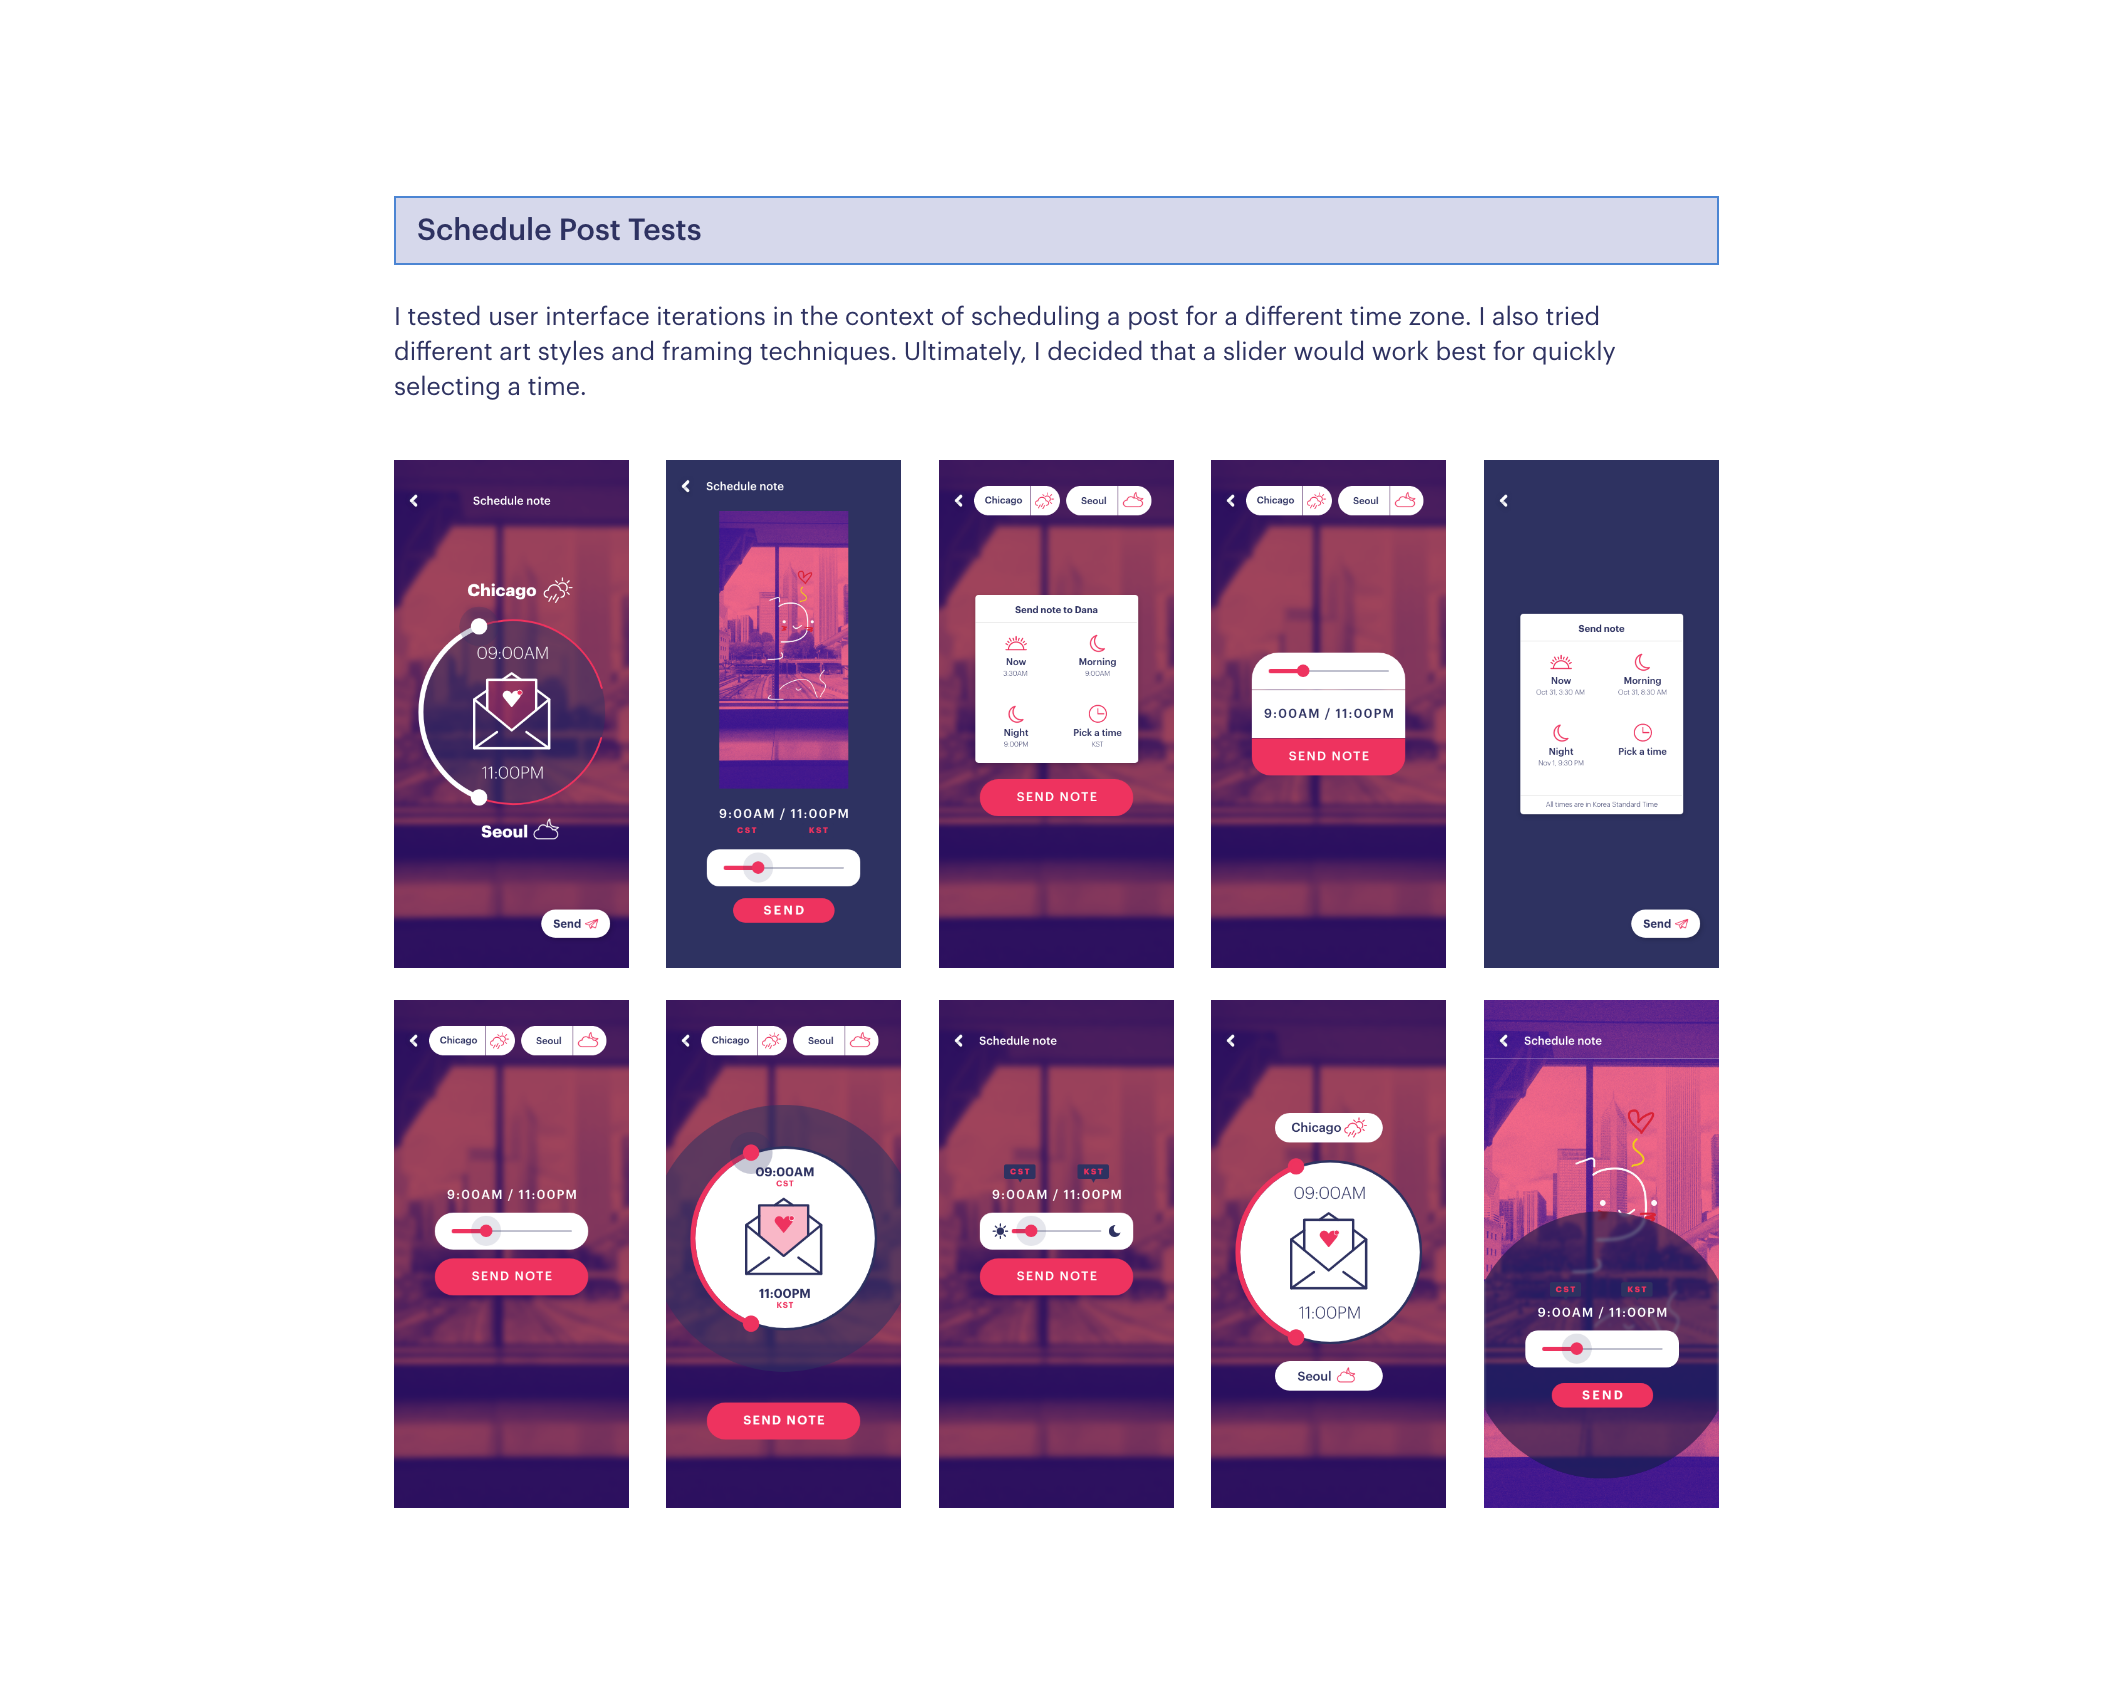 Schedule Post Tests
I tested user interface iterations in the context of scheduling a post for a different time zone. I also tried
different art styles and framing techniques. Ultimately, I decided that a slider would work best for quickly
selecting a time.
Schedule note
Chicago
09:00AM
11:00PM
Seoul
Send
Schedule note
9:00AM / 11:00PM
CST KST
SEND
Chicago Seoul
Send note to Dana
Now Morning
3:30AM 9:00AM
Night Pick a time
9:00PM KST
SEND NOTE
Chicago Seoul
9:00AM / 11:00PM
SEND NOTE
Send note
Now Morning
Oct 31, 3:30 AM Oct 31, 8:30 AM
Night Pick a time
Nov 1, 9:30 PM
All times are in Korea Standard Time
Send
Chicago Seoul
9:00AM / 11:00PM
SEND NOTE
Chicago Seoul
09:00AM
CST
11:00PM
KST
SEND NOTE
Schedule note
CST KST
9:00AM / 11:00PM
SEND NOTE
Chicago
09:00AM
11:00PM
Seoul
Schedule note
CST KST
9:00AM / 11:00PM
SEND